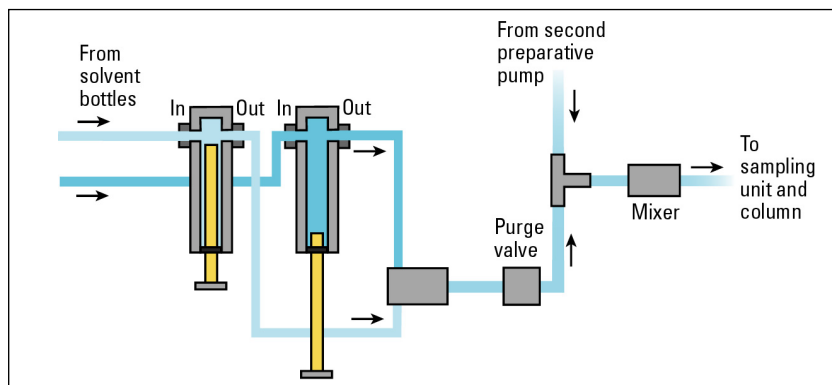 From
solvent
bottles
In Out In Out
From second
preparative
pump
To
sampling
unit and
column
Mixer
Purge
valve